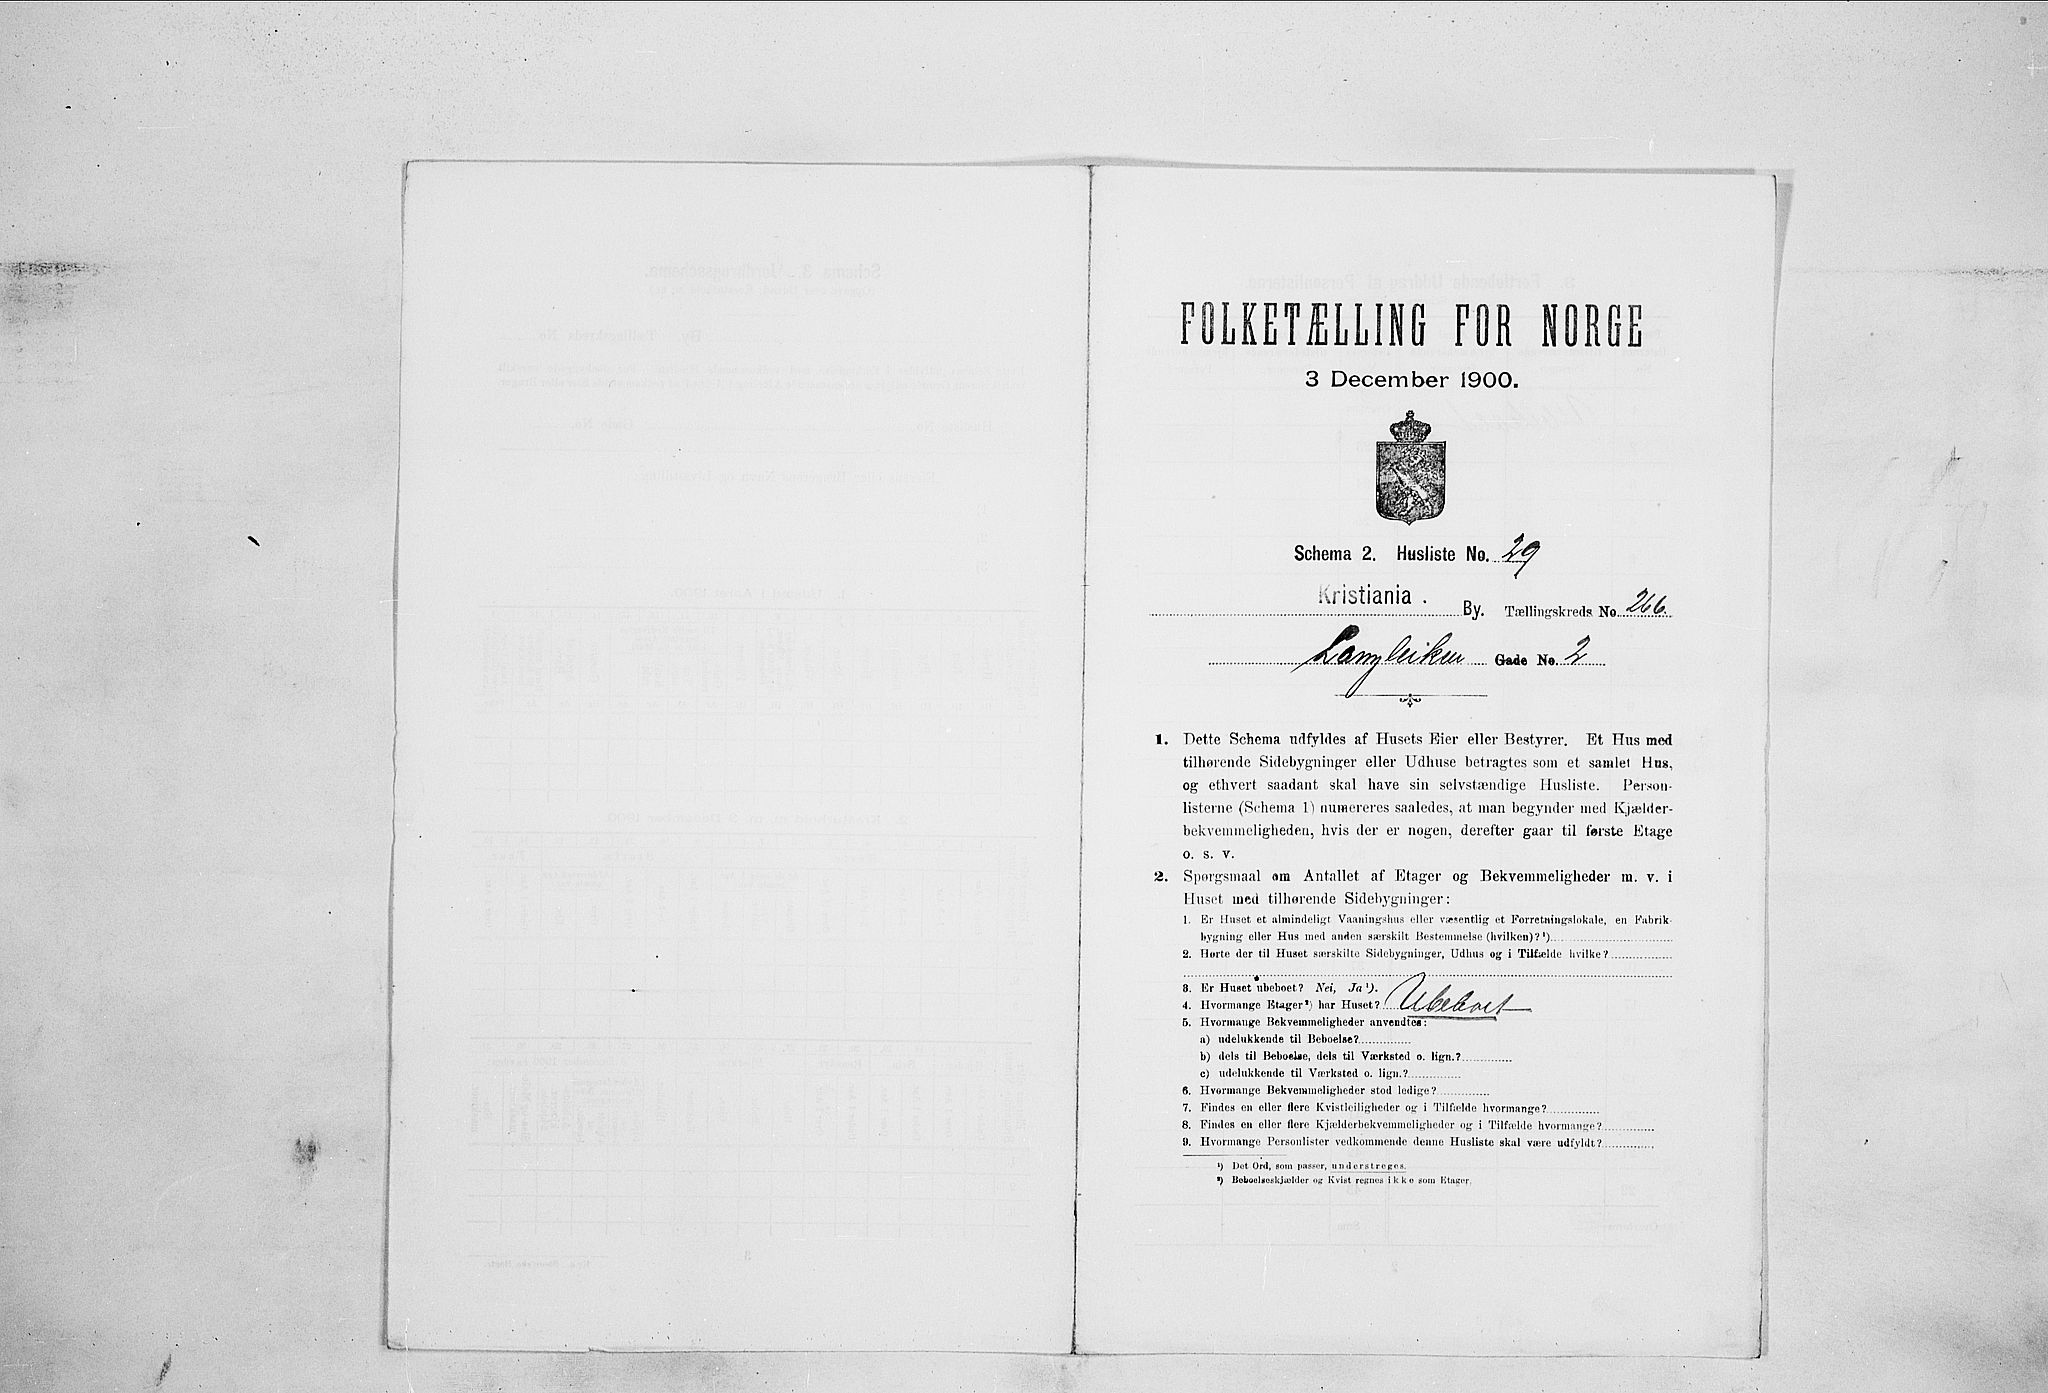 FOLKETÆLLING FOR NORGE
3 December 1900.
Schema 2. Husliste No. 29
Kristiania.
By. Tællingskreds No. 266
Langleiken Gade No. 2
1. Dette Schema udfyldes af Husets Eier eller Bestyrer. Et Hus med
tilhørende Sidebygninger eller Udhuse betragtes som et samlet Hus,
og ethvert saadant skal have sin selvstændige Husliste. Person-
listerne (Schema 1) numereres saaledes, at man begynder med Kjælder-
bekvemmeligheden, hvis der er nogen, derefter gaar til første Etage
o. s. v.
2. Spørgsmaal om Antallet af Etager og Bekvemmeligheder m. v. i
Huset med tilhørende Sidebygninger:
1. Er Huset et almindeligt Vaaningshus eller væsentlig et Forretningslokale, en Fabrik-
bygning eller Hus med anden særskilt Bestemmelse (hvilken)?¹)
2. Hørte der til Huset særskilte Sidebygninger, Udhus og i Tilfælde hvilke?
3. Er Huset ubeboet? Nei, Ja¹).
4. Hvormange Etager²) har Huset? Ubeboet
5. Hvormange Bekvemmeligheder anvendtes:
a) udelukkende til Beboelse?
b) dels til Beboelse, dels til Værksted o. lign.?
c) udelukkende til Værksted o. lign.?
6. Hvormange Bekvemmeligheder stod ledige?
7. Findes en eller flere Kvistleiligheder og i Tilfælde hvormange?
8. Findes en eller flere Kjælderbekvemmeligheder og i Tilfælde hvormange?
9. Hvormange Personlister vedkommende denne Husliste skal være udfyldt?
¹) Det Ord, som passer, understreges.
²) Beboelseskjælder og Kvist regnes ikke som Etager.